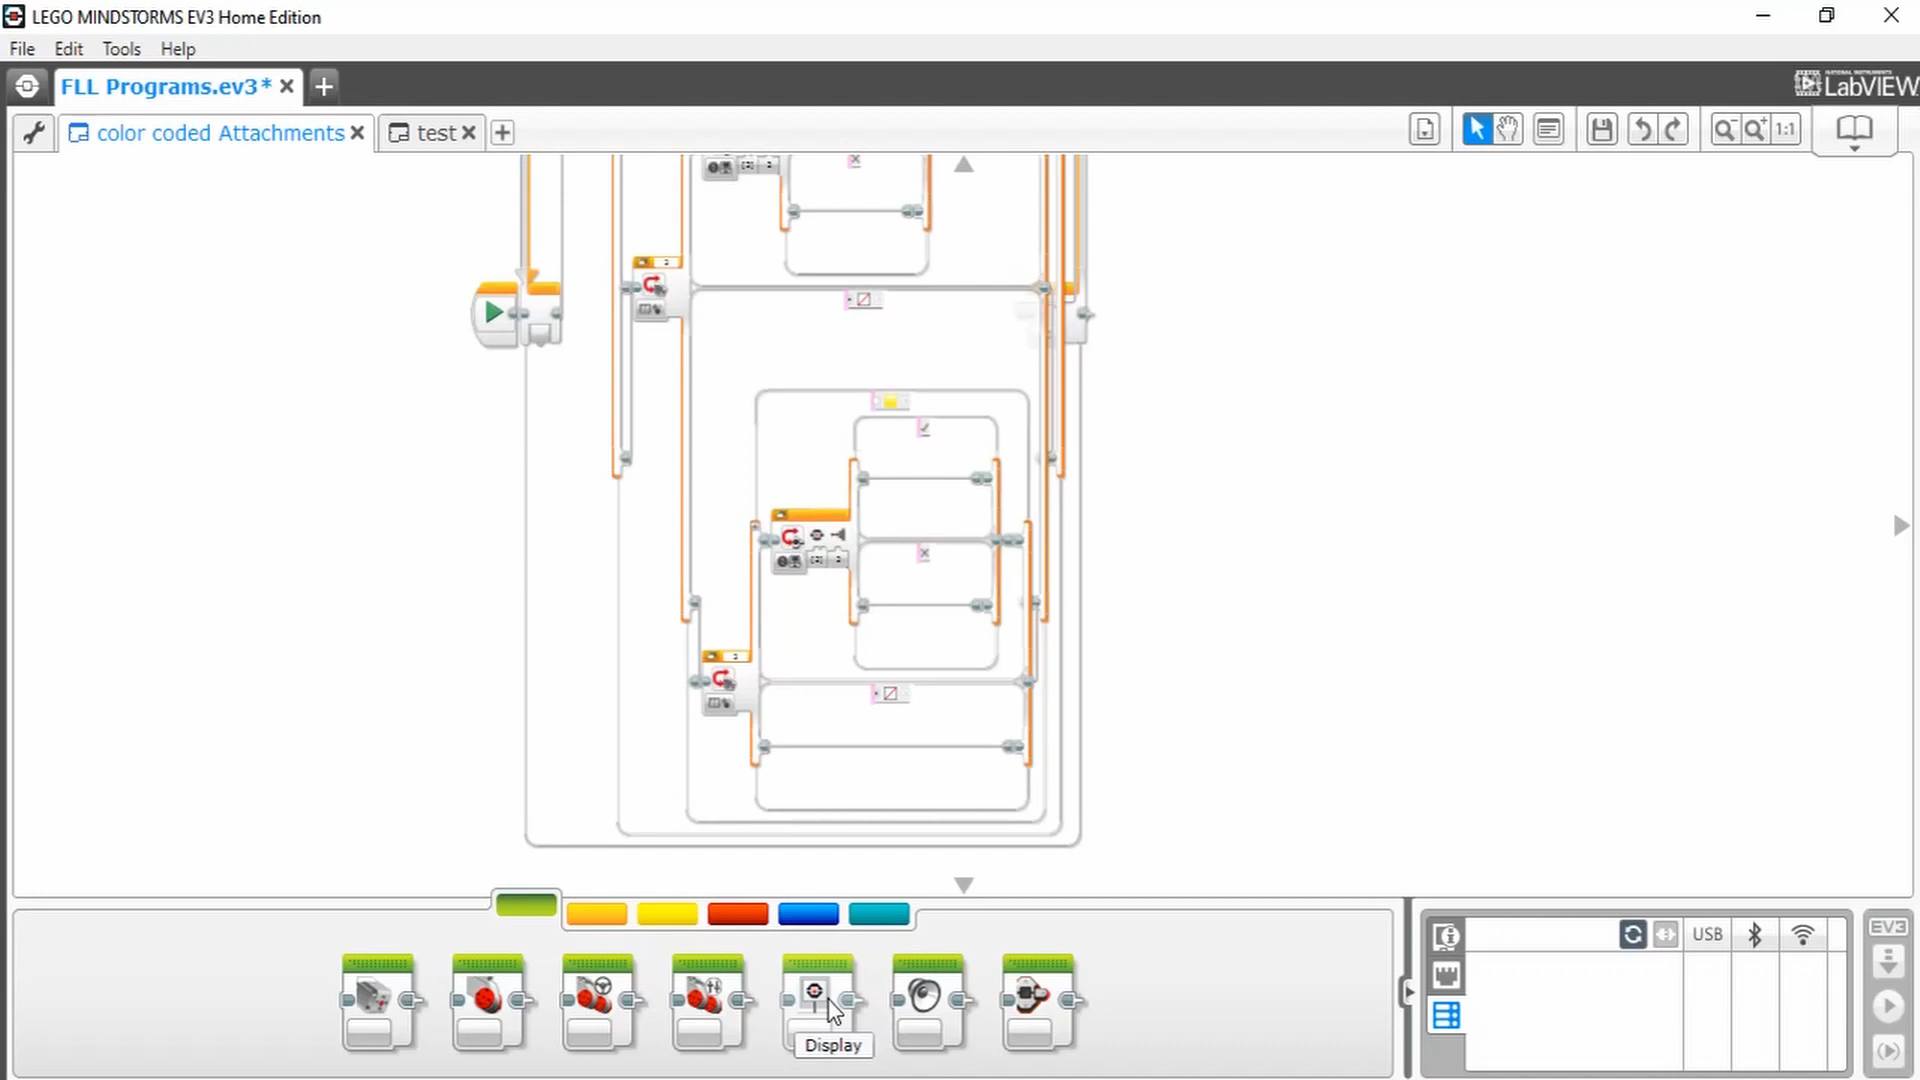 LEGO MINDSTORMS EV3 Home Edition
File Edit Tools Help
FLL Programs.ev3*
LabVIEW
color coded Attachments
test
1:1
USB
EV3
Display